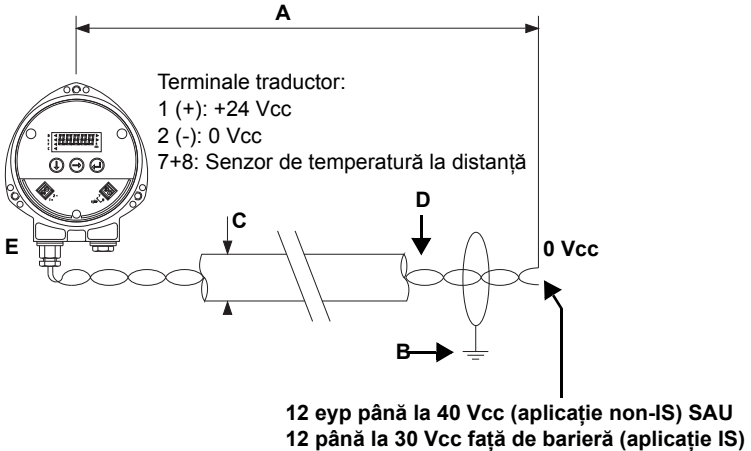 A
Terminale traductor:
1 (+): +24 Vcc
2 (-): 0 Vcc
7+8: Senzor de temperatură la distanță
D
C
E
0 Vcc
B
12 eyp până la 40 Vcc (aplicație non-IS) SAU
12 până la 30 Vcc față de barieră (aplicație IS)